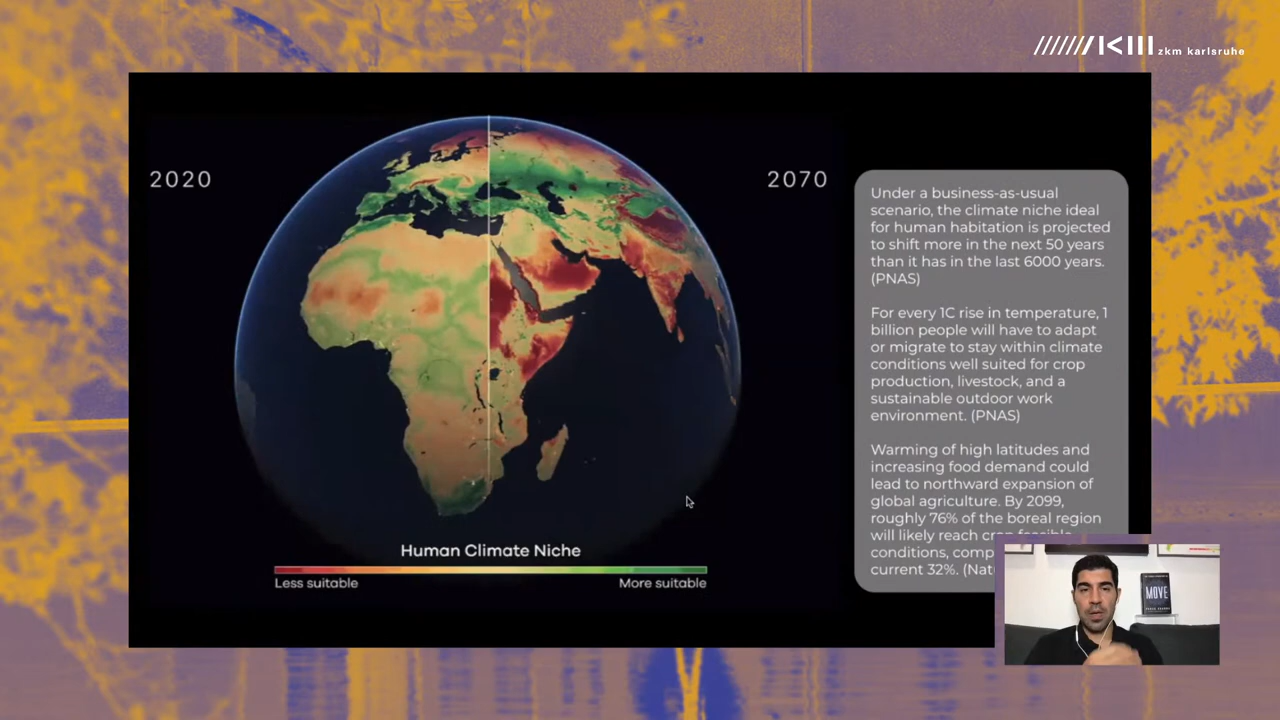 zkm karlsruhe
2020
2070
Under a business-as-usual
scenario, the climate niche ideal
for human habitation is projected
to shift more in the next 50 years
than it has in the last 6000 years.
(PNAS)
For every 1C rise in temperature, 1
billion people will have to adapt
or migrate to stay within climate
conditions well suited for crop
production, livestock, and a
sustainable outdoor work
environment. (PNAS)
Warming of high latitudes and
increasing food demand could
lead to northward expansion of
global agriculture. By 2099,
roughly 76% of the boreal region
will likely reach crop feasible
conditions, comp
current 32%. (Nat
Human Climate Niche
Less suitable
More suitable
MOVE